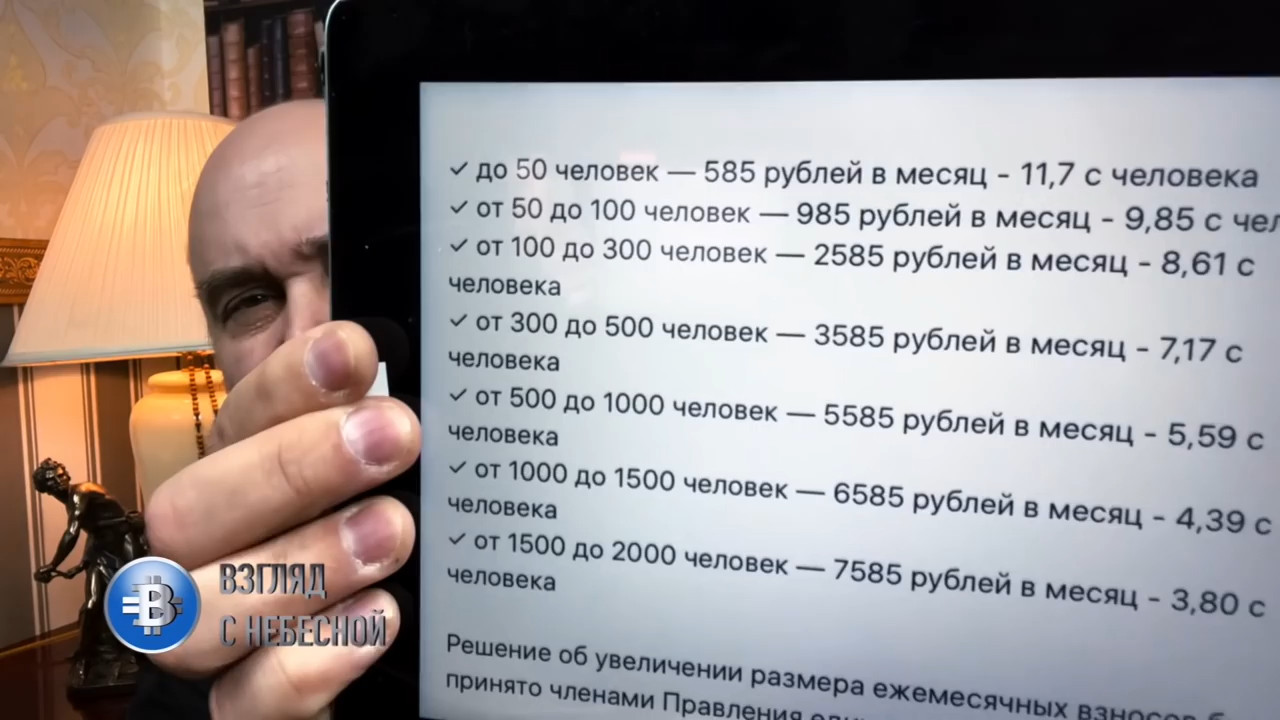 ✓ до 50 человек — 585 рублей в месяц - 11,7 с человека
✓ от 50 до 100 человек — 985 рублей в месяц - 9,85 с чел
✓ от 100 до 300 человек — 2585 рублей в месяц - 8,61 с
человека
✓ от 300 до 500 человек — 3585 рублей в месяц - 7,17 с
человека
✓ от 500 до 1000 человек — 5585 рублей в месяц - 5,59 с
человека
✓ от 1000 до 1500 человек — 6585 рублей в месяц - 4,39 с
человека
✓ от 1500 до 2000 человек — 7585 рублей в месяц - 3,80 с
человека
Решение об увеличении размера ежемесячных взносов
принято членами Правления
ВЗГЛЯД
С НЕБЕСНОЙ